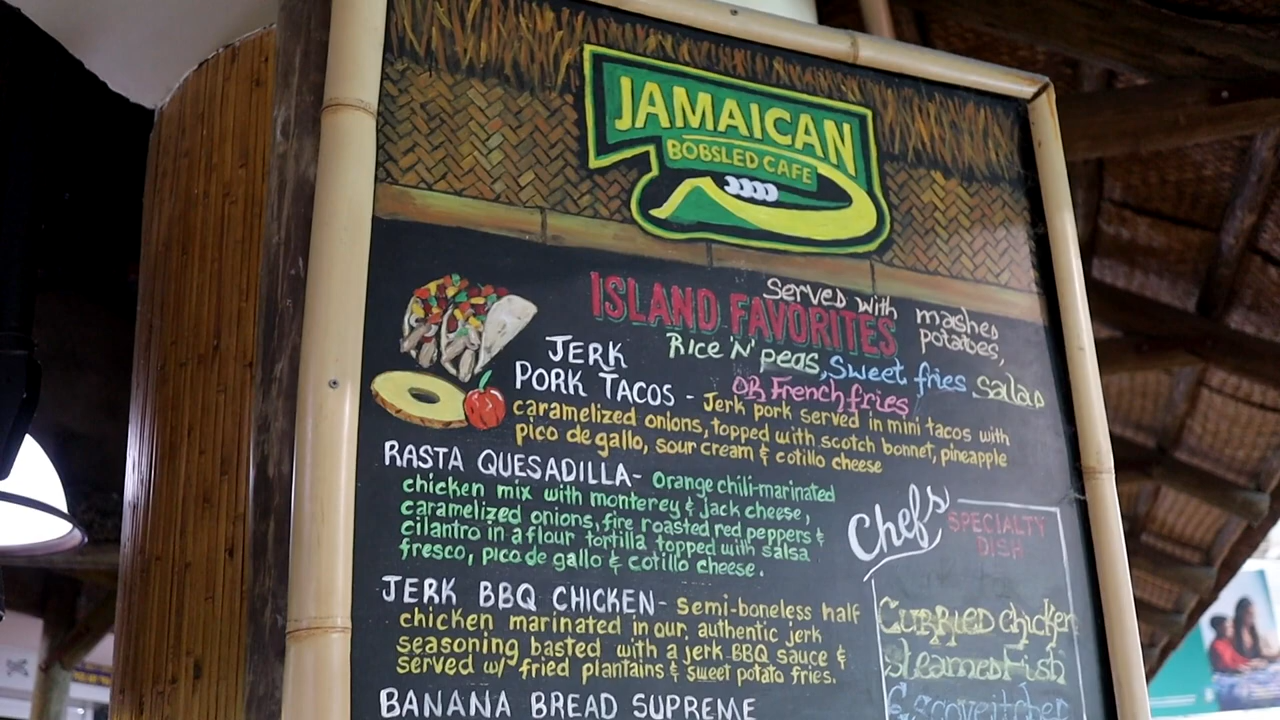 JAMAICAN
BOBSLED CAFE
ISLAND FAVORITES
Served with mashed
potatoes,
Rice 'N' peas, Sweet fries Salad
OR French fries
JERK
PORK TACOS - Jerk pork served in mini tacos with
caramelized onions, topped with scotch bonnet, pineapple
pico de gallo, sour cream & cotillo cheese
RASTA QUESADILLA - Orange chili-marinated
chicken mix with monterey & jack cheese,
caramelized onions, fire roasted red peppers &
cilantro in a flour tortilla topped with salsa
fresco, pico de gallo & cotillo cheese.
JERK BBQ CHICKEN - Semi-boneless half
chicken marinated in our authentic jerk
seasoning basted with a jerk BBQ sauce &
served w/ fried plantains & sweet potato fries.
BANANA BREAD SUPREME
Chef's SPECIALTY
DISH
CURRIED Chicken
Steamed Fish